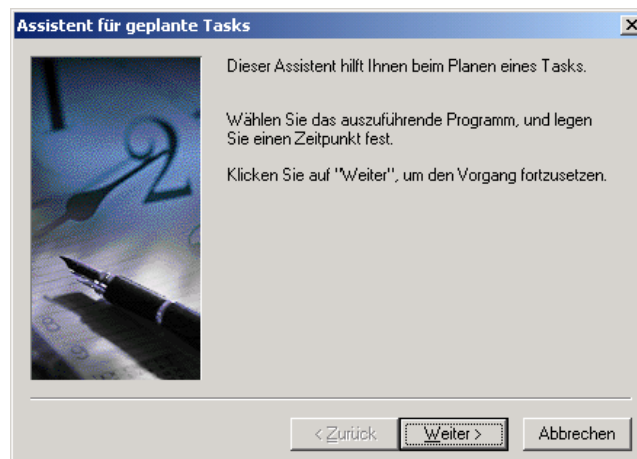 Assistent für geplante Tasks
Dieser Assistent hilft Ihnen beim Planen eines Tasks.
Wählen Sie das auszuführende Programm, und legen
Sie einen Zeitpunkt fest.
Klicken Sie auf "Weiter", um den Vorgang fortzusetzen.
2
< Zurück
Weiter >
Abbrechen